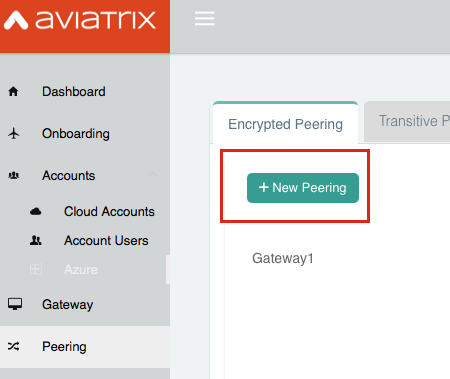 AVIATRIX
Dashboard
Onboarding
Accounts
Cloud Accounts
Account Users
Azure
Gateway
Peering
Encrypted Peering
Transitive P
+ New Peering
Gateway1